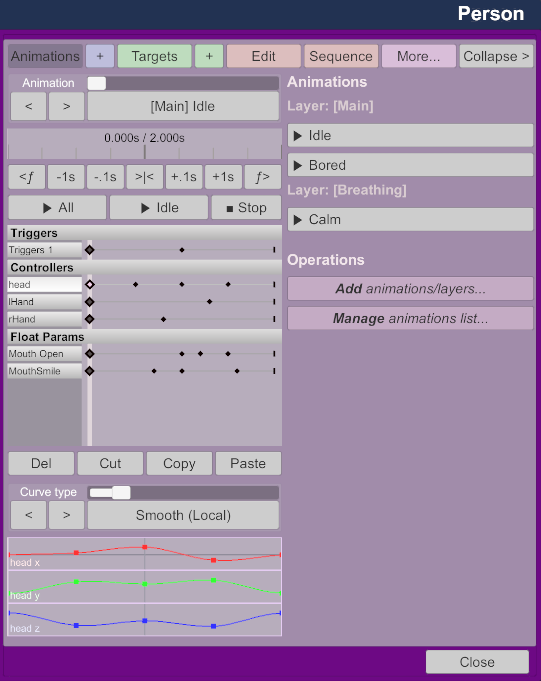 Person
Animations + Targets + Edit Sequence More... Collapse >
Animation
< > [Main] Idle
0.000s / 2.000s
<ƒ -1s -.1s >|< +.1s +1s ƒ>
▶ All ▶ Idle ■ Stop
Triggers
Triggers 1
Controllers
head
lHand
rHand
Float Params
Mouth Open
MouthSmile
Del Cut Copy Paste
Curve type
< > Smooth (Local)
head x
head y
head z
Animations
Layer: [Main]
▶ Idle
▶ Bored
Layer: [Breathing]
▶ Calm
Operations
Add animations/layers...
Manage animations list...
Close